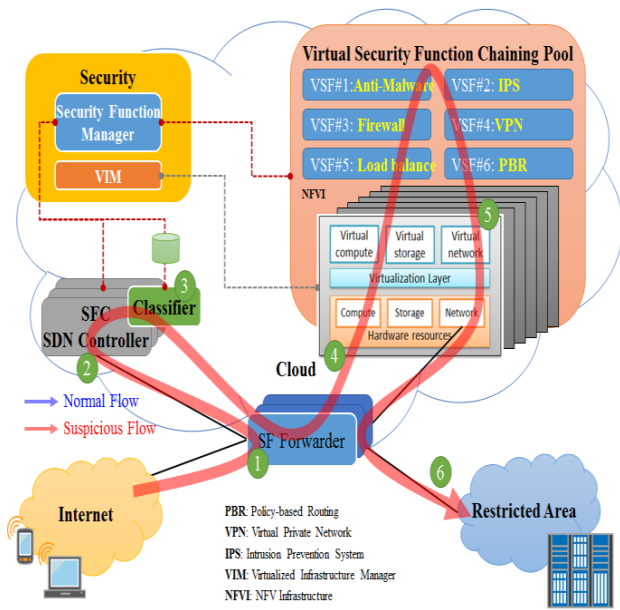 Virtual Security Function Chaining Pool
Security
VSF#1:Anti-Malware
VSF#2: IPS
Security Function
Manager
VSF#3: Firewall
VSF#4:VPN
VIM
VSF#5: Load balance
VSF#6: PBR
NFVI
5
Virtual
compute
Virtual
storage
Virtual
network
Virtualization Layer
3
Classifier
SFC
SDN Controller
Compute
Storage
Network
Hardware resources
4
2
Cloud
Normal Flow
Suspicious Flow
SF Forwarder
1
6
Internet
Restricted Area
PBR: Policy-based Routing
VPN: Virtual Private Network
IPS: Intrusion Prevention System
VIM: Virtualized Infrastructure Manager
NFVI: NFV Infrastructure